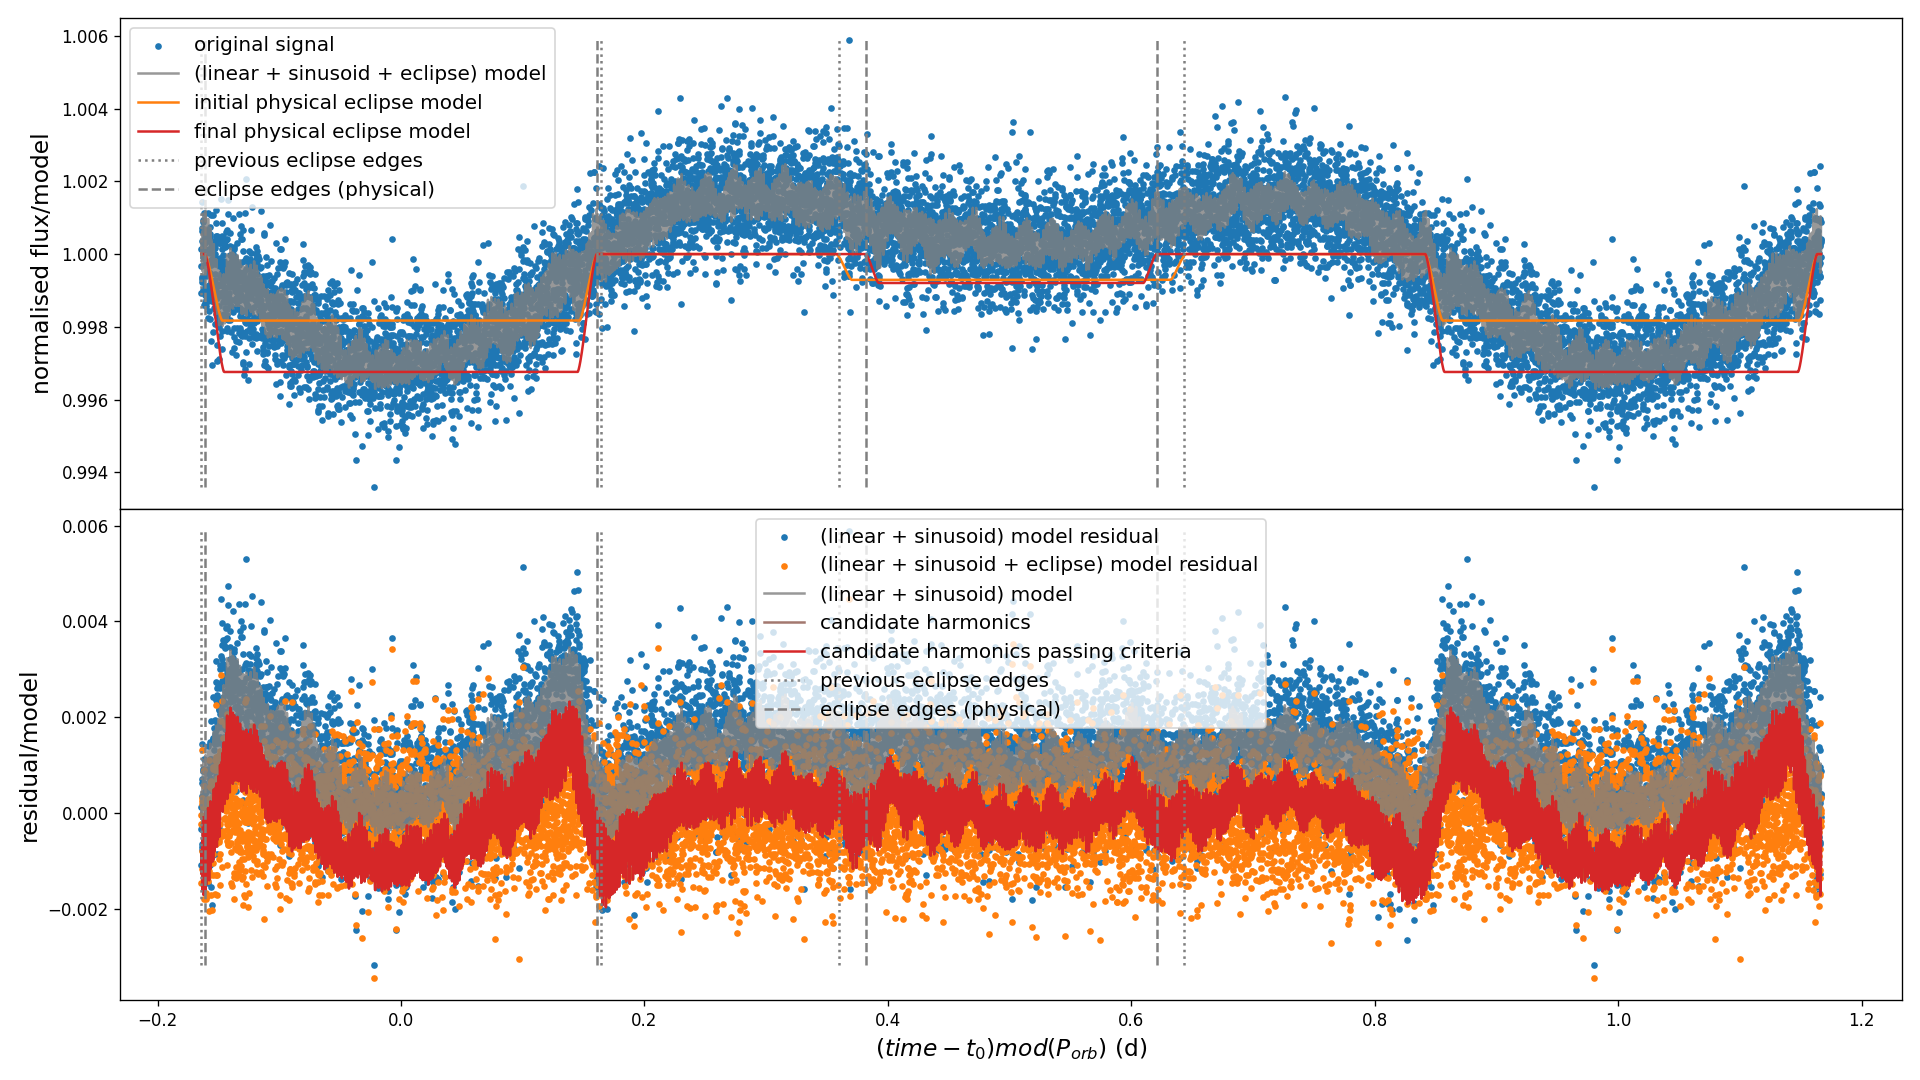 1.006
1.004
1.002
1.000
0.998
0.996
0.994
normalised flux/model
original signal
(linear + sinusoid + eclipse) model
initial physical eclipse model
final physical eclipse model
previous eclipse edges
eclipse edges (physical)
0.006
0.004
0.002
0.000
−0.002
residual/model
(linear + sinusoid) model residual
(linear + sinusoid + eclipse) model residual
(linear + sinusoid) model
candidate harmonics
candidate harmonics passing criteria
previous eclipse edges
eclipse edges (physical)
−0.2 0.0 0.2 0.4 0.6 0.8 1.0 1.2
(time − t₀)mod(Pₒᵣb) (d)